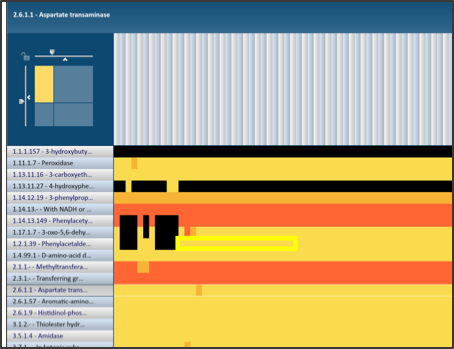 2.6.1.1 - Aspartate transaminase
1.1.1.157 - 3-hydroxybuty...
1.11.1.7 - Peroxidase
1.13.11.16 - 3-carboxyeth...
1.13.11.27 - 4-hydroxyphe...
1.14.12.19 - 3-phenylprop...
1.14.13.- - With NADH or ...
1.14.13.149 - Phenylacety...
1.17.1.7 - 3-oxo-5,6-dehy...
1.2.1.39 - Phenylacetalde...
1.4.99.1 - D-amino-acid d...
2.1.1.- - Methyltransfera...
2.3.1.- - Transferring gr...
2.6.1.1 - Aspartate trans...
2.6.1.57 - Aromatic-amino...
2.6.1.9 - Histidinol-phos...
3.1.2.- - Thiolester hydr...
3.5.1.4 - Amidase